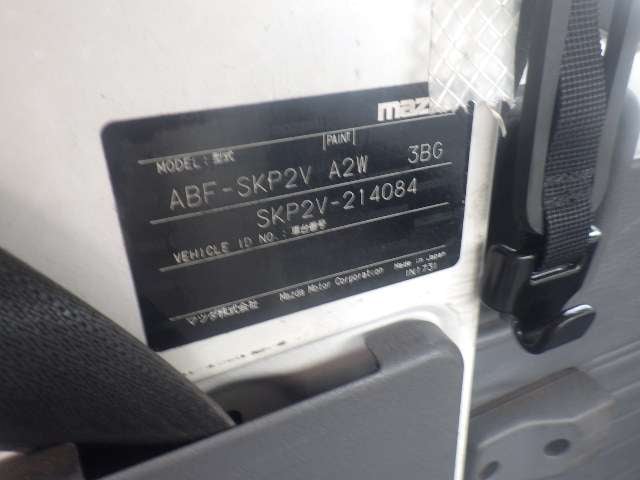 mazda
PAINT
MODEL : 型式
ABF-SKP2V A2W 3BG
SKP2V-214084
VEHICLE ID NO. : 車台番号
マツダ株式会社 Mazda Motor Corporation Made in Japan
1N1731